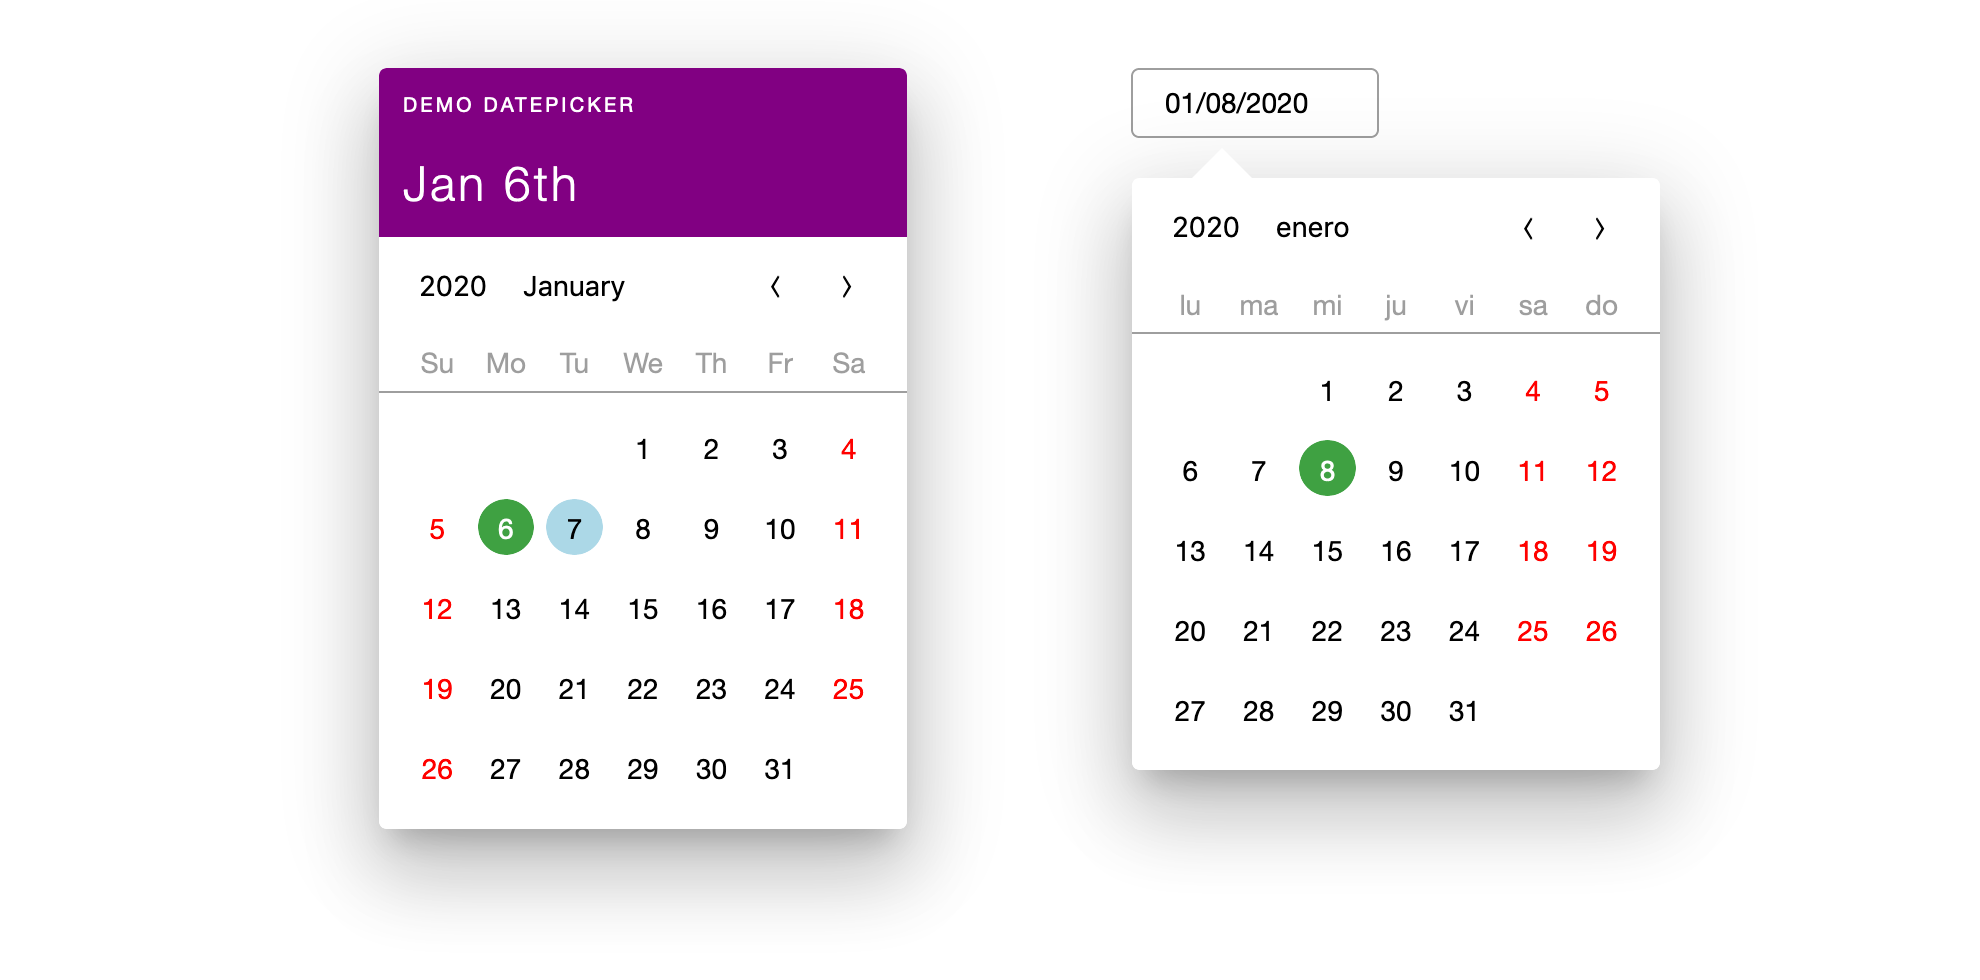 DEMO DATEPICKER
Jan 6th
2020 January
Su Mo Tu We Th Fr Sa
1 2 3 4
5 6 7 8 9 10 11
12 13 14 15 16 17 18
19 20 21 22 23 24 25
26 27 28 29 30 31
01/08/2020
2020 enero
lu ma mi ju vi sa do
1 2 3 4 5
6 7 8 9 10 11 12
13 14 15 16 17 18 19
20 21 22 23 24 25 26
27 28 29 30 31